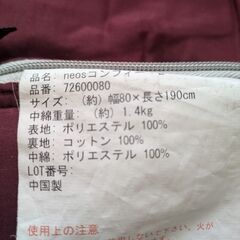 品名: neosコンフィ
品番: 72600080
サイズ: (約) 幅80×長さ190cm
中綿重量: (約) 1.4kg
表地: ポリエステル 100%
裏地: コットン 100%
中綿: ポリエステル 100%
LOT番号:
中国製
使用上の注意
火が